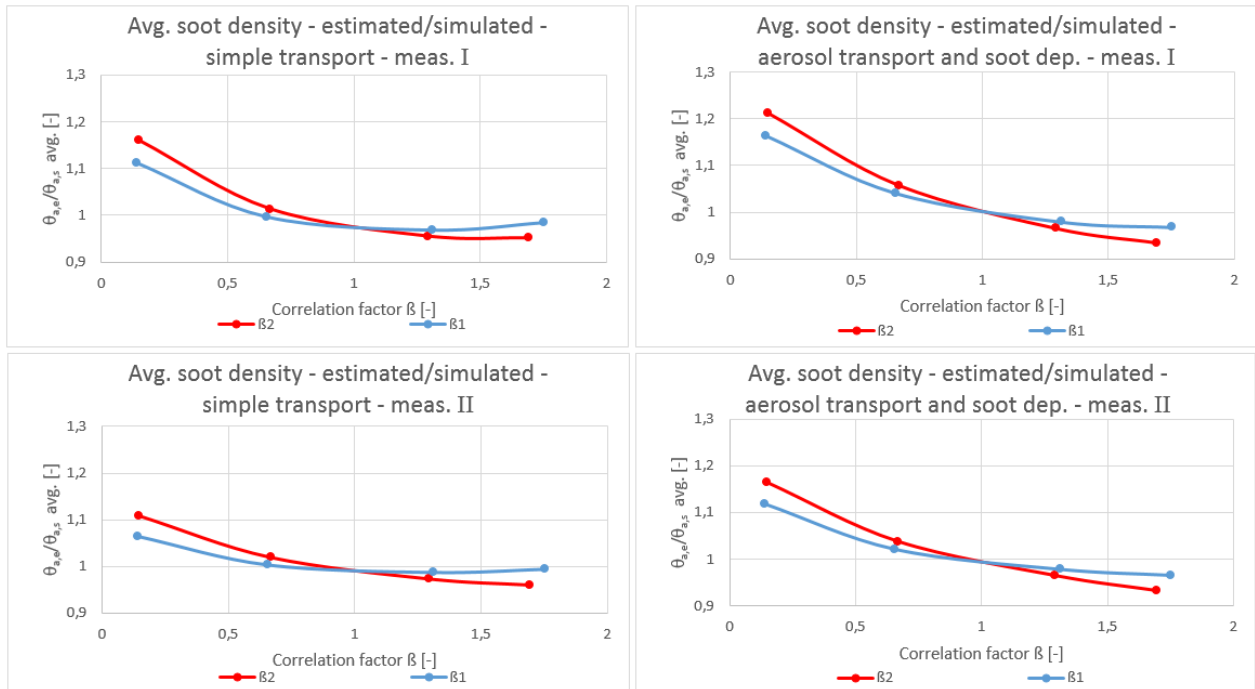 Avg. soot density - estimated/simulated -
simple transport - meas. I
θa,e/θa,s avg. [-]
1,3
1,2
1,1
1
0,9
0
0,5
1
1,5
2
Correlation factor ß [-]
ß2
ß1
Avg. soot density - estimated/simulated -
aerosol transport and soot dep. - meas. I
θa,e/θa,s avg. [-]
1,3
1,2
1,1
1
0,9
0
0,5
1
1,5
2
Correlation factor ß [-]
ß2
ß1
Avg. soot density - estimated/simulated -
simple transport - meas. II
θa,e/θa,s avg. [-]
1,3
1,2
1,1
1
0,9
0
0,5
1
1,5
2
Correlation factor ß [-]
ß2
ß1
Avg. soot density - estimated/simulated -
aerosol transport and soot dep. - meas. II
θa,e/θa,s avg. [-]
1,3
1,2
1,1
1
0,9
0
0,5
1
1,5
2
Correlation factor ß [-]
ß2
ß1